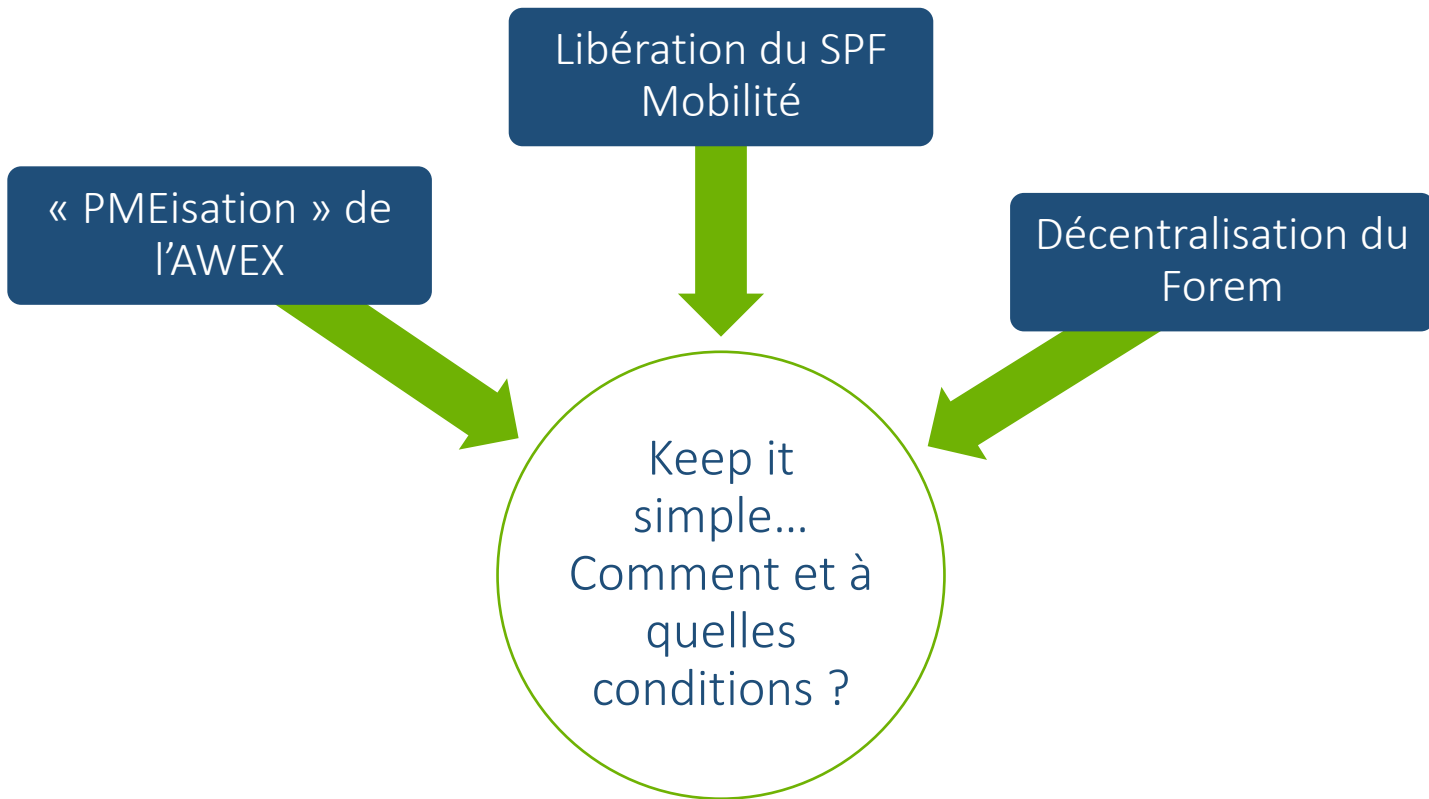 Libération du SPF
Mobilité
« PMEisation » de
l’AWEX
Décentralisation du
Forem
Keep it
simple…
Comment et à
quelles
conditions ?